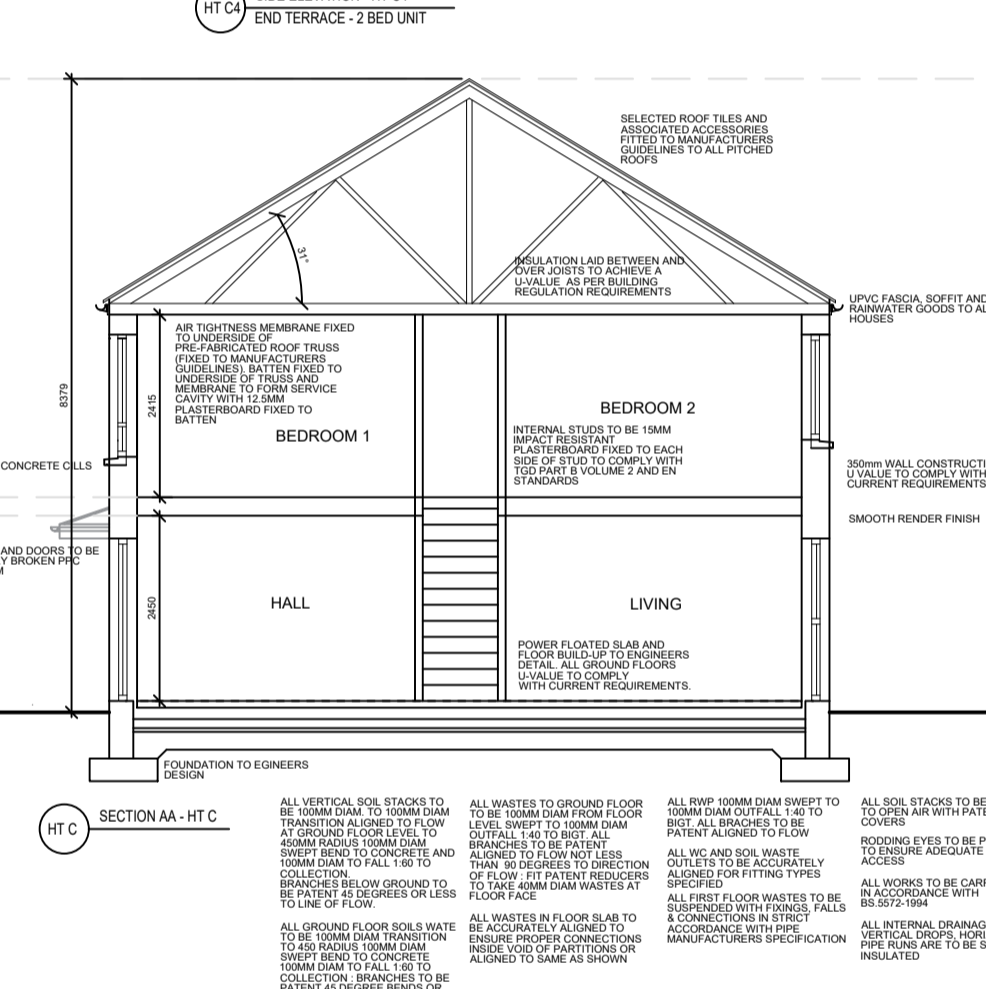 HT C4
END TERRACE - 2 BED UNIT
SELECTED ROOF TILES AND
ASSOCIATED ACCESSORIES
FITTED TO MANUFACTURERS
GUIDELINES TO ALL PITCHED
ROOFS
31°
INSULATION LAID BETWEEN AND
OVER JOISTS TO ACHIEVE A
U-VALUE AS PER BUILDING
REGULATION REQUIREMENTS
UPVC FASCIA, SOFFIT AND
RAINWATER GOODS TO AL
HOUSES
AIR TIGHTNESS MEMBRANE FIXED
TO UNDERSIDE OF
PRE-FABRICATED ROOF TRUSS
(FIXED TO MANUFACTURERS
GUIDELINES). BATTEN FIXED TO
UNDERSIDE OF TRUSS AND
MEMBRANE TO FORM SERVICE
CAVITY WITH 12.5MM
PLASTERBOARD FIXED TO
BATTEN
8379
2415
BEDROOM 1
BEDROOM 2
INTERNAL STUDS TO BE 15MM
IMPACT RESISTANT
PLASTERBOARD FIXED TO EACH
SIDE OF STUD TO COMPLY WITH
TGD PART B VOLUME 2 AND EN
STANDARDS
CONCRETE CILLS
350mm WALL CONSTRUCTI
U VALUE TO COMPLY WITH
CURRENT REQUIREMENTS
SMOOTH RENDER FINISH
AND DOORS TO BE
Y BROKEN PPC
M
2450
HALL
LIVING
POWER FLOATED SLAB AND
FLOOR BUILD-UP TO ENGINEERS
DETAIL. ALL GROUND FLOORS
U-VALUE TO COMPLY
WITH CURRENT REQUIREMENTS.
FOUNDATION TO EGINEERS
DESIGN
HT C
SECTION AA - HT C
ALL VERTICAL SOIL STACKS TO
BE 100MM DIAM. TO 100MM DIAM
TRANSITION ALIGNED TO FLOW
AT GROUND FLOOR LEVEL TO
450MM RADIUS 100MM DIAM
SWEPT BEND TO CONCRETE AND
100MM DIAM TO FALL 1:60 TO
COLLECTION.
BRANCHES BELOW GROUND TO
BE PATENT 45 DEGREES OR LESS
TO LINE OF FLOW.
ALL GROUND FLOOR SOILS WATE
TO BE 100MM DIAM TRANSITION
TO 450 RADIUS 100MM DIAM
SWEPT BEND TO CONCRETE
100MM DIAM TO FALL 1:60 TO
COLLECTION : BRANCHES TO BE
PATENT 45 DEGREE BENDS OR
ALL WASTES TO GROUND FLOOR
TO BE 100MM DIAM FROM FLOOR
LEVEL SWEPT TO 100MM DIAM
OUTFALL 1:40 TO BIGT. ALL
BRANCHES TO BE PATENT
ALIGNED TO FLOW NOT LESS
THAN 90 DEGREES TO DIRECTION
OF FLOW : FIT PATENT REDUCERS
TO TAKE 40MM DIAM WASTES AT
FLOOR FACE
ALL WASTES IN FLOOR SLAB TO
BE ACCURATELY ALIGNED TO
ENSURE PROPER CONNECTIONS
INSIDE VOID OF PARTITIONS OR
ALIGNED TO SAME AS SHOWN
ALL RWP 100MM DIAM SWEPT TO
100MM DIAM OUTFALL 1:40 TO
BIGT. ALL BRACHES TO BE
PATENT ALIGNED TO FLOW
ALL WC AND SOIL WASTE
OUTLETS TO BE ACCURATELY
ALIGNED FOR FITTING TYPES
SPECIFIED
ALL FIRST FLOOR WASTES TO BE
SUSPENDED WITH FIXINGS, FALLS
& CONNECTIONS IN STRICT
ACCORDANCE WITH PIPE
MANUFACTURERS SPECIFICATION
ALL SOIL STACKS TO BE
TO OPEN AIR WITH PATE
COVERS
RODDING EYES TO BE P
TO ENSURE ADEQUATE
ACCESS
ALL WORKS TO BE CARR
IN ACCORDANCE WITH
BS.5572-1994
ALL INTERNAL DRAINAG
VERTICAL DROPS, HORI
PIPE RUNS ARE TO BE S
INSULATED